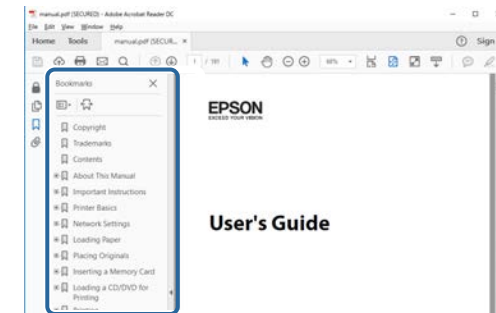 manual.pdf (SECURED) - Adobe Acrobat Reader DC
File Edit View Window Help
Home Tools manual.pdf (SECUR... × Sign
1 / 191
Bookmarks
Copyright
Trademarks
Contents
About This Manual
Important Instructions
Printer Basics
Network Settings
Loading Paper
Placing Originals
Inserting a Memory Card
Loading a CD/DVD for
Printing
EPSON
EXCEED YOUR VISION
User's Guide